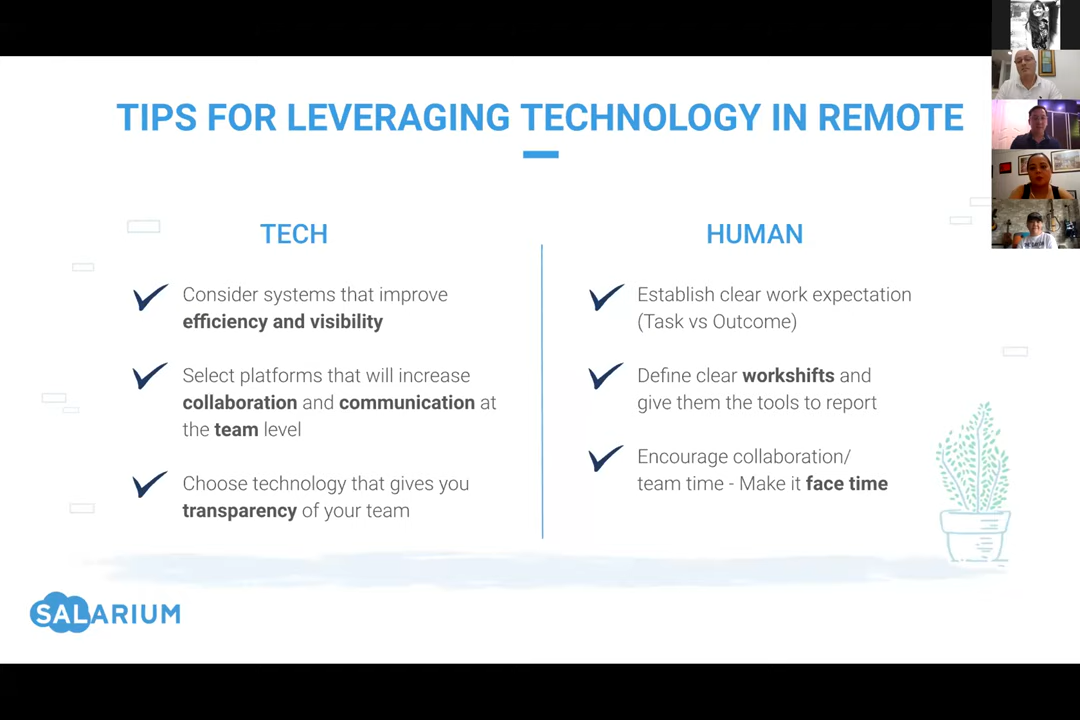 TIPS FOR LEVERAGING TECHNOLOGY IN REMOTE
TECH
Consider systems that improve
efficiency and visibility
Select platforms that will increase
collaboration and communication at
the team level
Choose technology that gives you
transparency of your team
HUMAN
Establish clear work expectation
(Task vs Outcome)
Define clear workshifts and
give them the tools to report
Encourage collaboration/
team time - Make it face time
SALARIUM